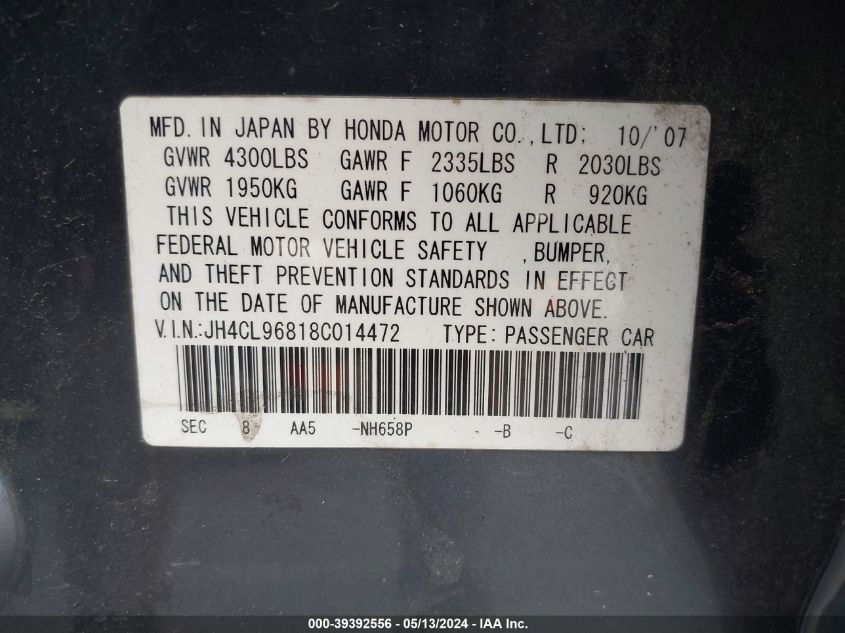 MFD. IN JAPAN BY HONDA MOTOR CO., LTD; 10/'07
GVWR 4300LBS GAWR F 2335LBS R 2030LBS
GVWR 1950KG GAWR F 1060KG R 920KG
THIS VEHICLE CONFORMS TO ALL APPLICABLE
FEDERAL MOTOR VEHICLE SAFETY , BUMPER,
AND THEFT PREVENTION STANDARDS IN EFFECT
ON THE DATE OF MANUFACTURE SHOWN ABOVE.
V.I.N.:JH4CL96818C014472 TYPE: PASSENGER CAR
SEC 8 AA5 -NH658P - -B -C
000-39392556 - 05/13/2024 - IAAI Inc.